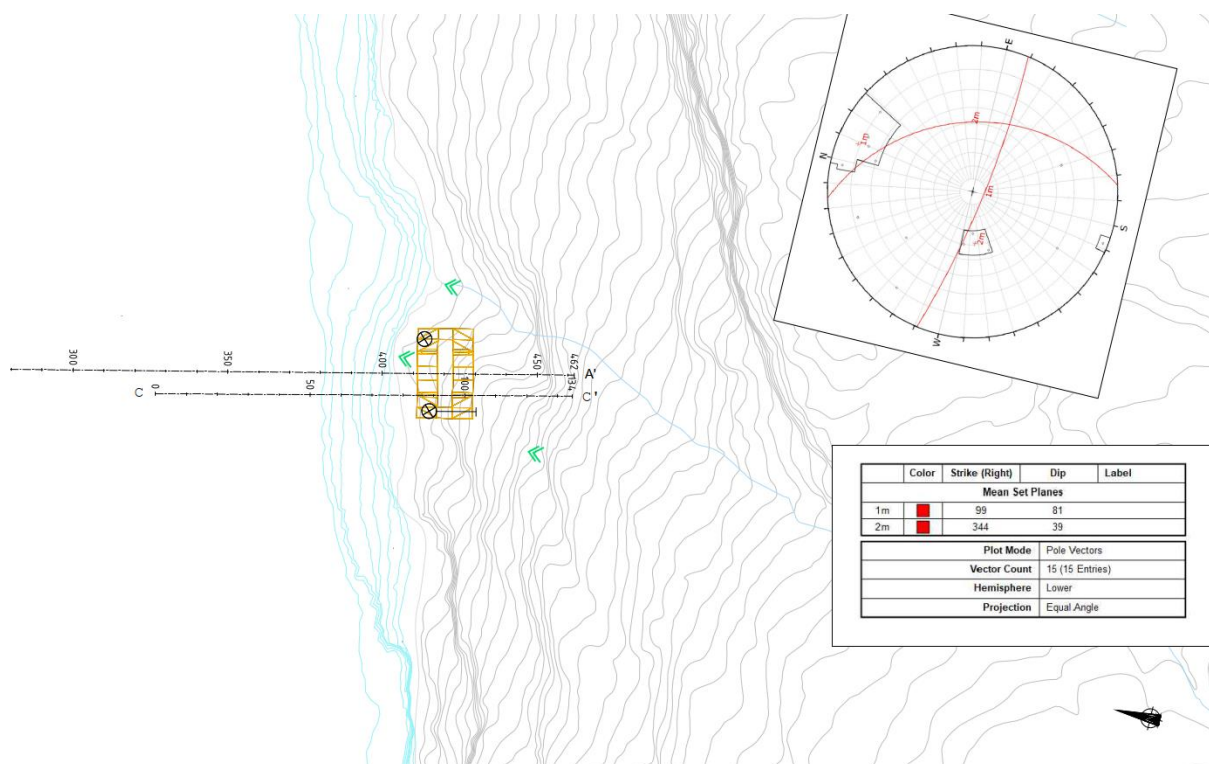 E
2m
1m
N
1m
2m
S
W
300
350
400
450
462
A'
C
0
50
100
134
C'
Color Strike (Right) Dip Label
Mean Set Planes
1m 99 81
2m 344 39
Plot Mode Pole Vectors
Vector Count 15 (15 Entries)
Hemisphere Lower
Projection Equal Angle